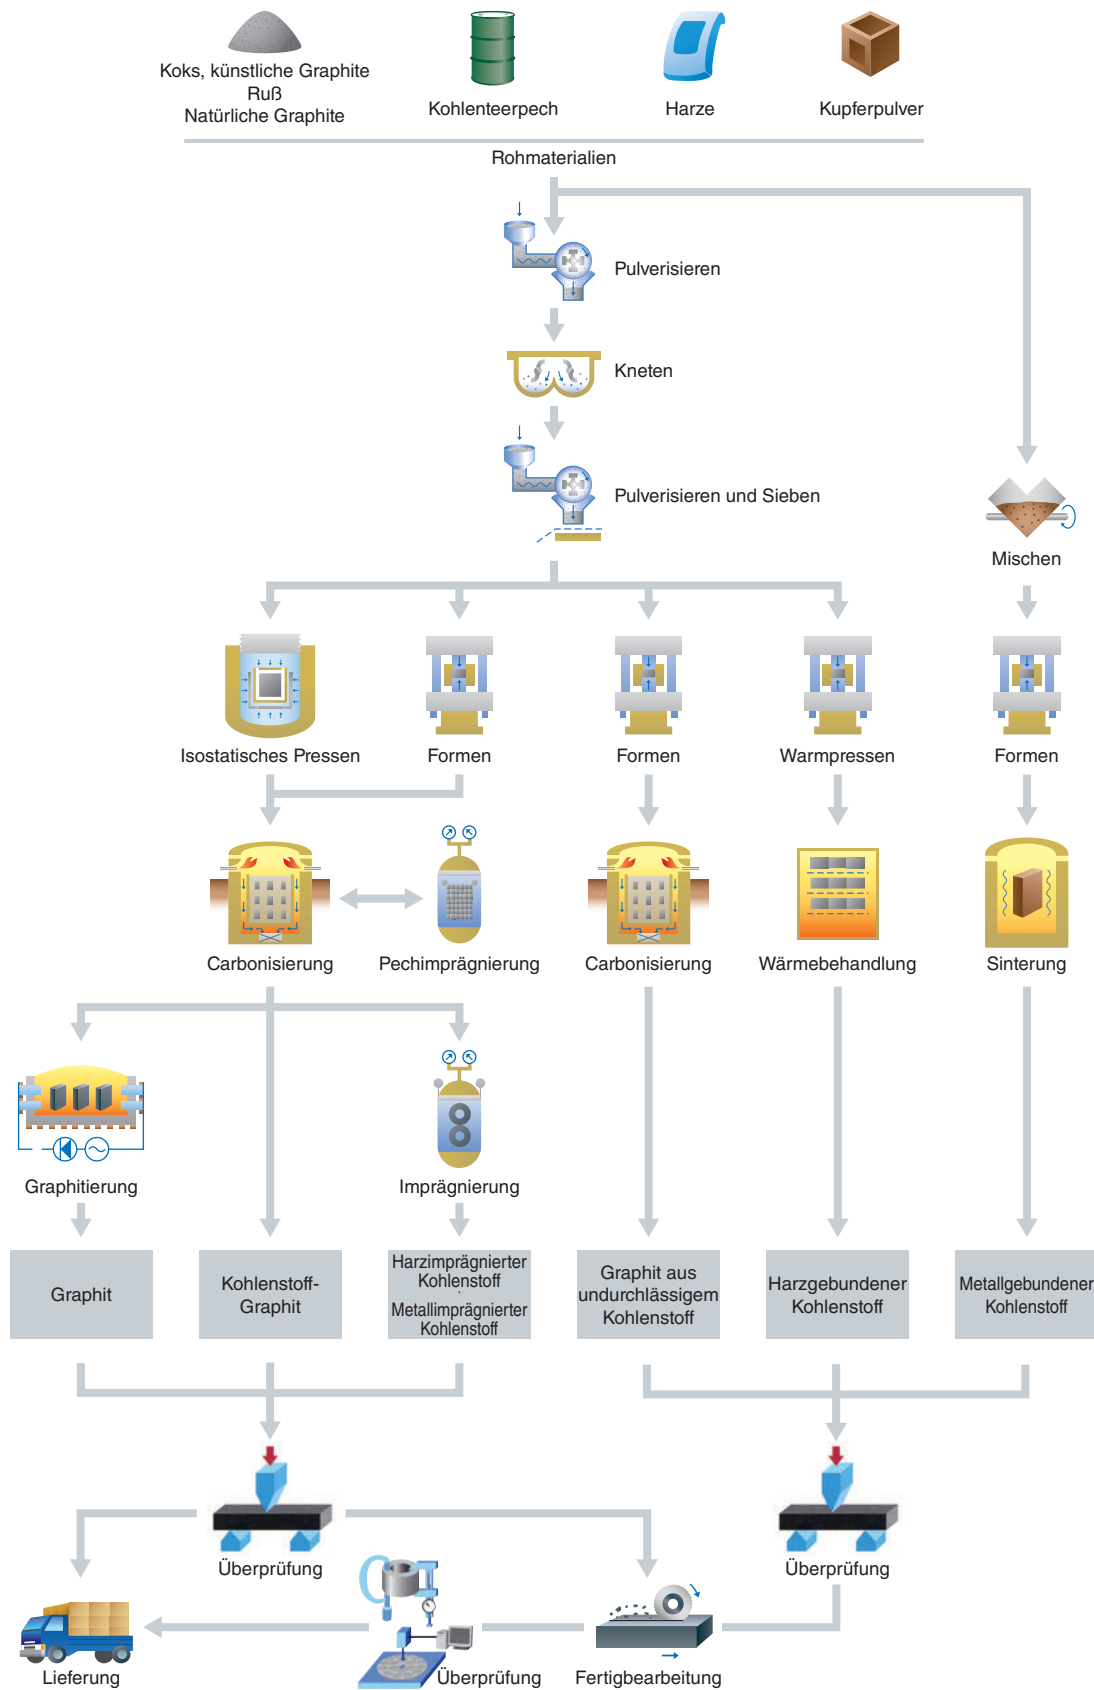 Koks, künstliche Graphite
Ruß
Natürliche Graphite
Kohlenteerpech
Harze
Kupferpulver
Rohmaterialien
Pulverisieren
Kneten
Pulverisieren und Sieben
Mischen
Isostatisches Pressen
Formen
Formen
Warmpressen
Formen
Carbonisierung
Pechimprägnierung
Carbonisierung
Wärmebehandlung
Sinterung
Graphitierung
Imprägnierung
Graphit
Kohlenstoff-
Graphit
Harzimprägnierter
Kohlenstoff
·
Metallimprägnierter
Kohlenstoff
Graphit aus
undurchlässigem
Kohlenstoff
Harzgebundener
Kohlenstoff
Metallgebundener
Kohlenstoff
Überprüfung
Überprüfung
Lieferung
Überprüfung
Fertigbearbeitung